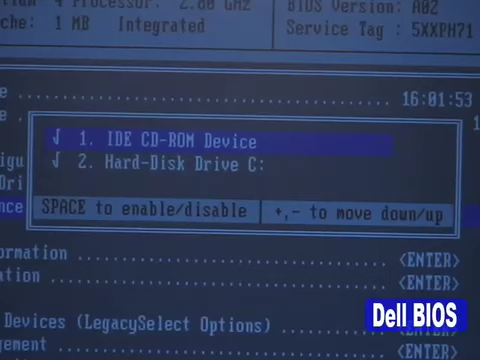 4 Processor: 2.80 GHz
BIOS Version: A02
che: 1 MB Integrated
Service Tag : 5XXPH71
e ........................................ 16:01:53
e .
1. IDE CD-ROM Device
2. Hard-Disk Drive C:
SPACE to enable/disable
+,- to move down/up
ormation ........................................ <ENTER>
ation ........................................ <ENTER>
Dell BIOS
Devices (LegacySelect Options) ............
gement ........................................ <ENTER>